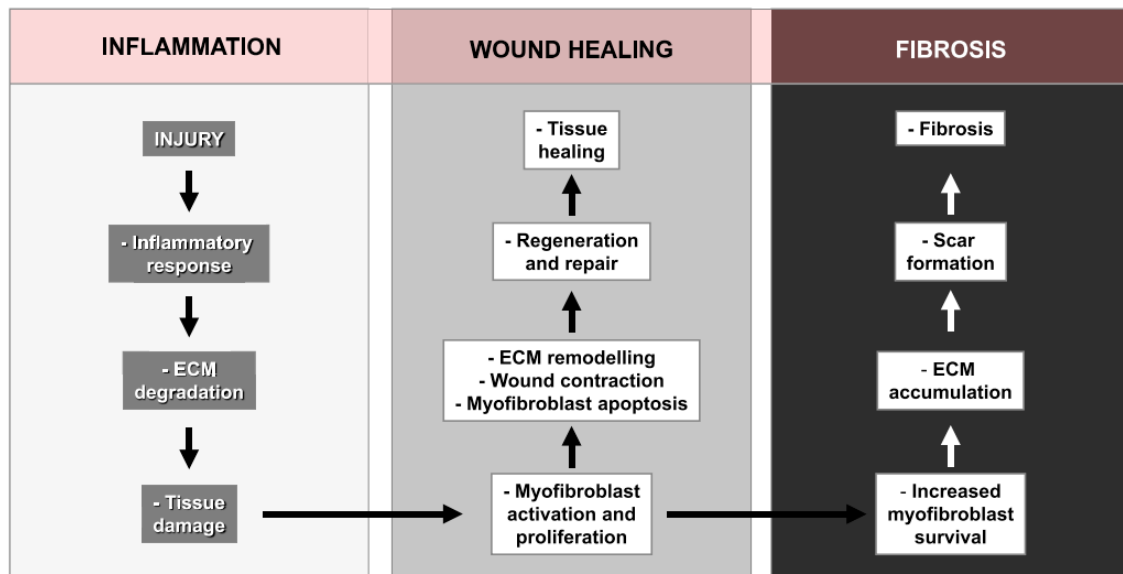 INFLAMMATION
INJURY
- Inflammatory
response
- ECM
degradation
- Tissue
damage
WOUND HEALING
- Tissue
healing
- Regeneration
and repair
- ECM remodelling
- Wound contraction
- Myofibroblast apoptosis
- Myofibroblast
activation and
proliferation
FIBROSIS
- Fibrosis
- Scar
formation
- ECM
accumulation
- Increased
myofibroblast
survival